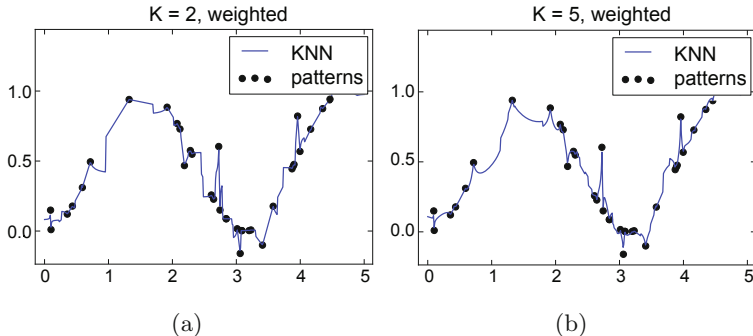 K = 2, weighted
KNN
patterns
1.0
0.5
0.0
0 1 2 3 4 5
(a)
K = 5, weighted
KNN
patterns
1.0
0.5
0.0
0 1 2 3 4 5
(b)